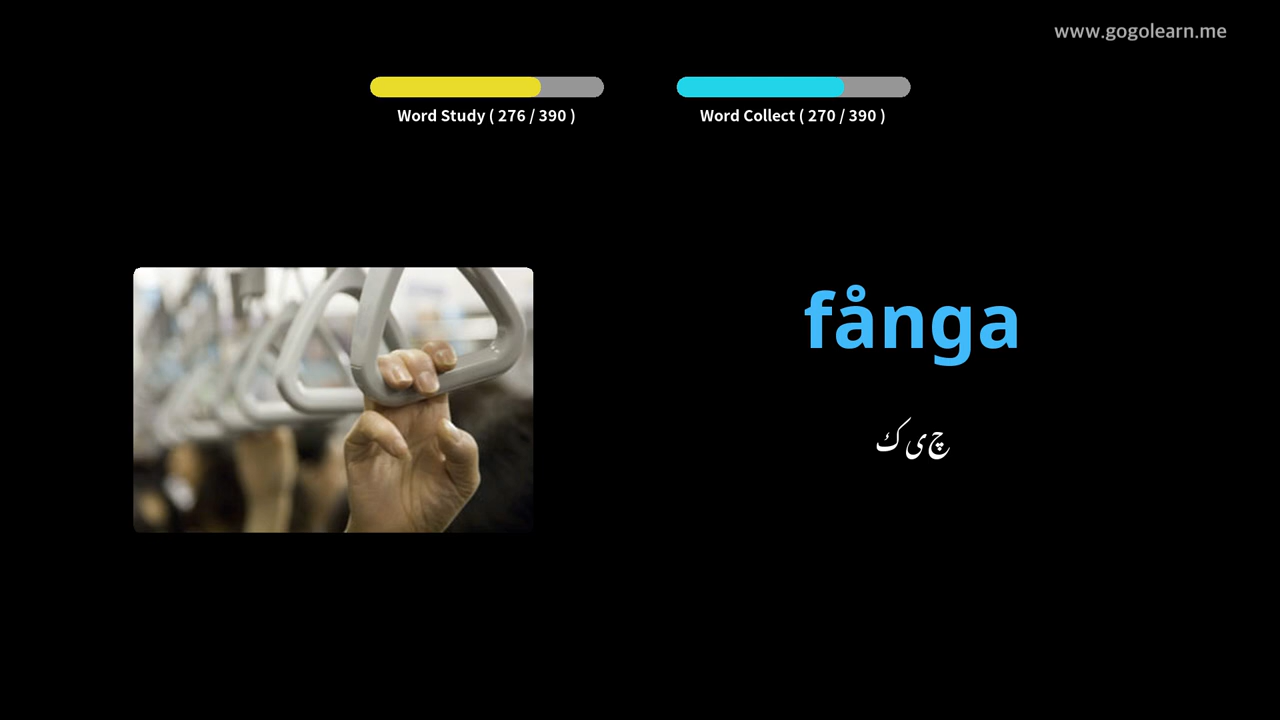 www.gogolearn.me
Word Study ( 276 / 390 )
Word Collect ( 270 / 390 )
fånga
چ ی ک